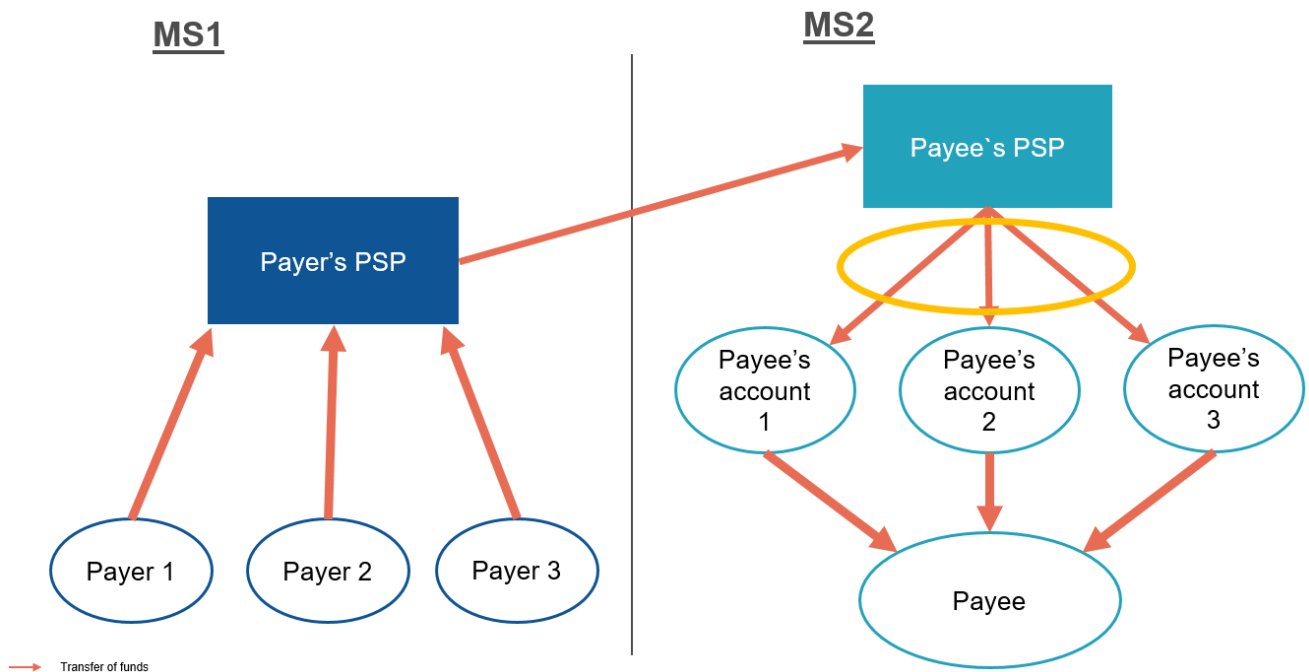 MS1
MS2
Payee`s PSP
Payer’s PSP
Payee’s
account
1
Payee’s
account
2
Payee’s
account
3
Payer 1
Payer 2
Payer 3
Payee
Transfer of funds